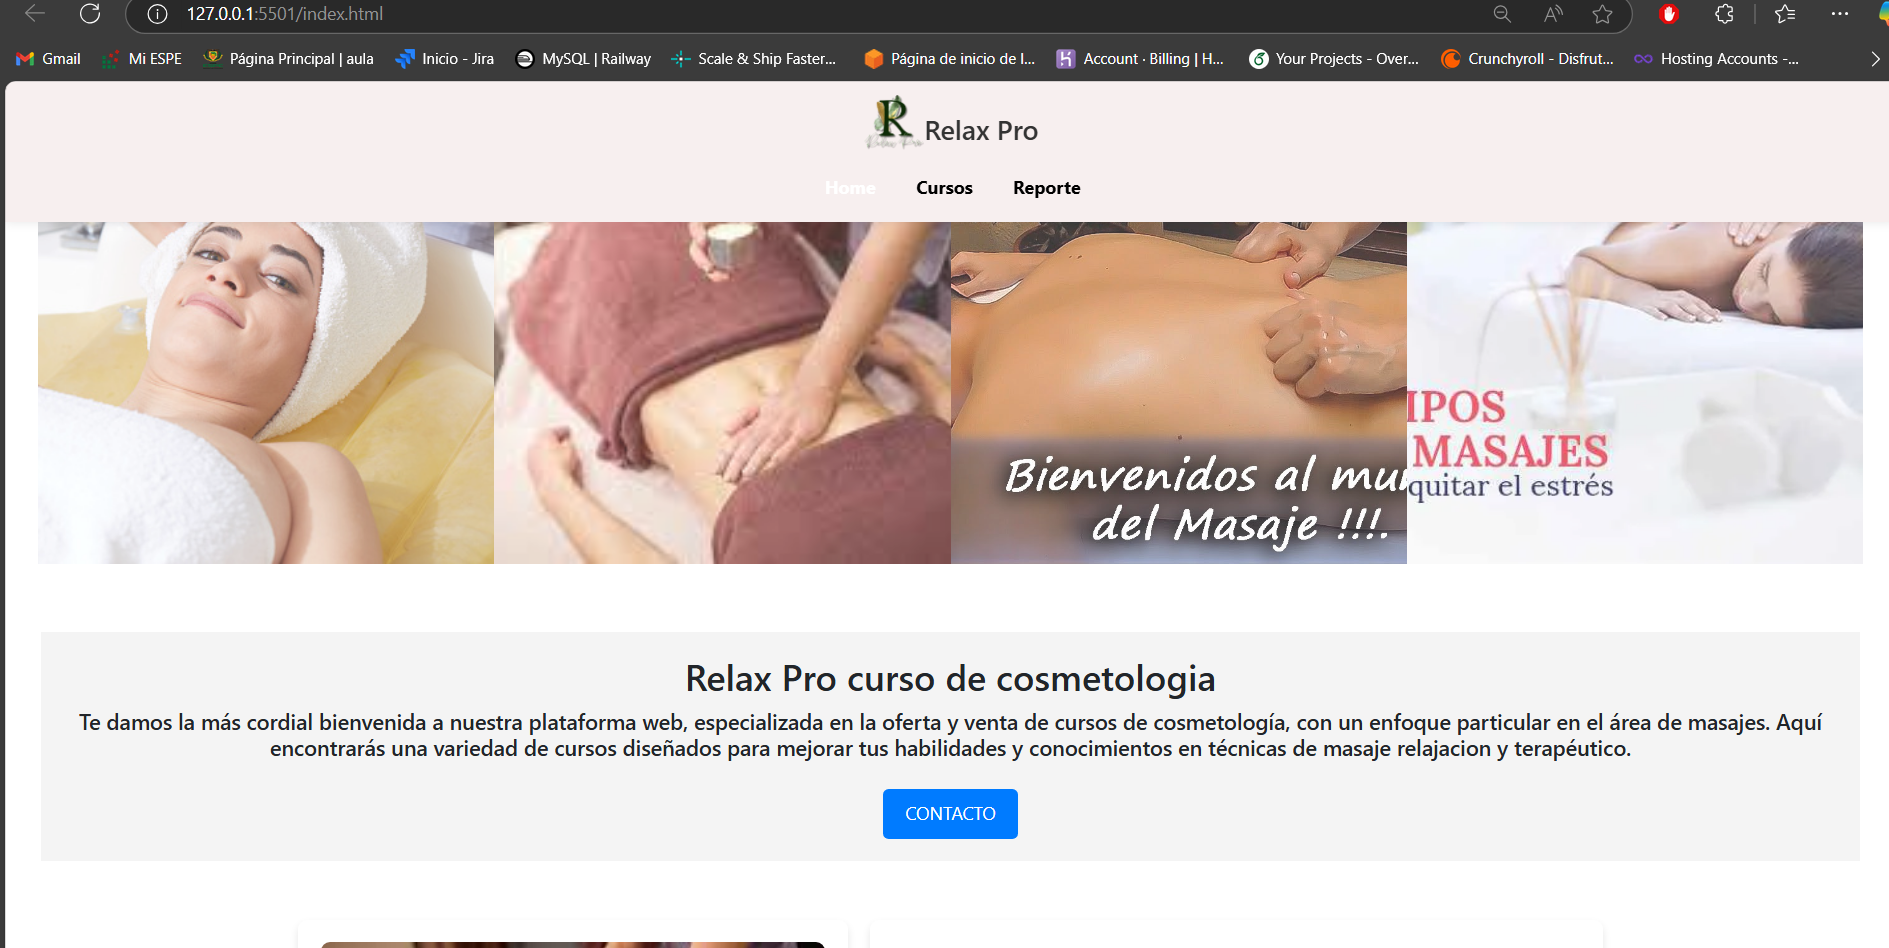 127.0.0.1:5501/index.html
Gmail
Mi ESPE
Página Principal | aula
Inicio - Jira
MySQL | Railway
Scale & Ship Faster...
Página de inicio de I...
Account · Billing | H...
Your Projects - Over...
Crunchyroll - Disfrut...
Hosting Accounts -...
R
Relax Pro
Relax Pro
Home
Cursos
Reporte
Bienvenidos al mun
del Masaje !!!!
IPOS
MASAJES
quitar el estrés
Relax Pro curso de cosmetologia
Te damos la más cordial bienvenida a nuestra plataforma web, especializada en la oferta y venta de cursos de cosmetología, con un enfoque particular en el área de masajes. Aquí
encontrarás una variedad de cursos diseñados para mejorar tus habilidades y conocimientos en técnicas de masaje relajacion y terapéutico.
CONTACTO